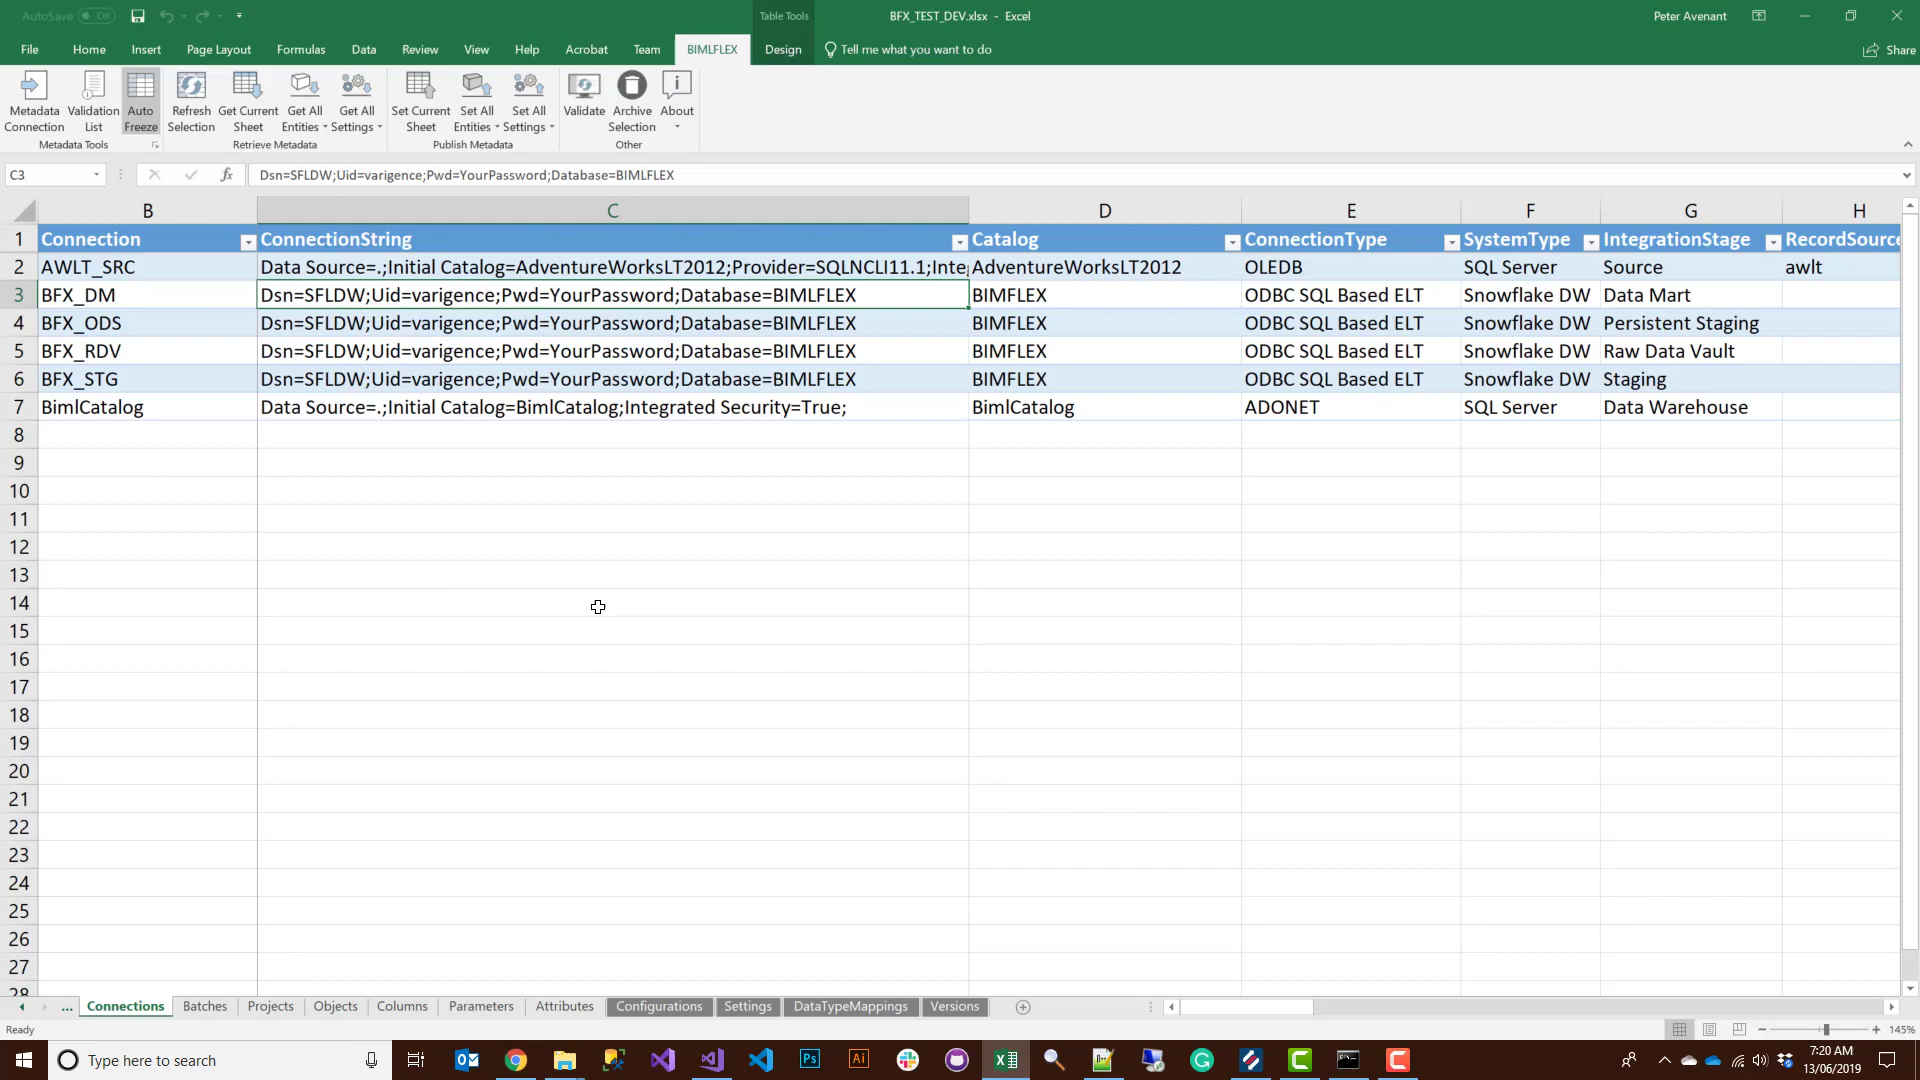 AutoSave Off
Table Tools
BFX_TEST_DEV.xlsx - Excel
Peter Avenant
File Home Insert Page Layout Formulas Data Review View Help Acrobat Team BIMLFLEX Design Tell me what you want to do Share
Metadata Connection Validation List Auto Freeze Refresh Selection Get Current Sheet Get All Entities Get All Settings Set Current Sheet Set All Entities Set All Settings Validate Archive Selection About
Metadata Tools Retrieve Metadata Publish Metadata Other
C3 fx Dsn=SFLDW;Uid=varigence;Pwd=YourPassword;Database=BIMLFLEX
B C D E F G H
1 Connection ConnectionString Catalog ConnectionType SystemType IntegrationStage RecordSource
2 AWLT_SRC Data Source=.;Initial Catalog=AdventureWorksLT2012;Provider=SQLNCLI11.1;Inte AdventureWorksLT2012 OLEDB SQL Server Source awlt
3 BFX_DM Dsn=SFLDW;Uid=varigence;Pwd=YourPassword;Database=BIMLFLEX BIMFLEX ODBC SQL Based ELT Snowflake DW Data Mart
4 BFX_ODS Dsn=SFLDW;Uid=varigence;Pwd=YourPassword;Database=BIMLFLEX BIMFLEX ODBC SQL Based ELT Snowflake DW Persistent Staging
5 BFX_RDV Dsn=SFLDW;Uid=varigence;Pwd=YourPassword;Database=BIMLFLEX BIMFLEX ODBC SQL Based ELT Snowflake DW Raw Data Vault
6 BFX_STG Dsn=SFLDW;Uid=varigence;Pwd=YourPassword;Database=BIMLFLEX BIMFLEX ODBC SQL Based ELT Snowflake DW Staging
7 BimlCatalog Data Source=.;Initial Catalog=BimlCatalog;Integrated Security=True; BimlCatalog ADONET SQL Server Data Warehouse
8
9
10
11
12
13
14
15
16
17
18
19
20
21
22
23
24
25
26
27
28
... Connections Batches Projects Objects Columns Parameters Attributes Configurations Settings DataTypeMappings Versions
Ready 145%
Type here to search Ps Ai 7:20 AM
13/06/2019